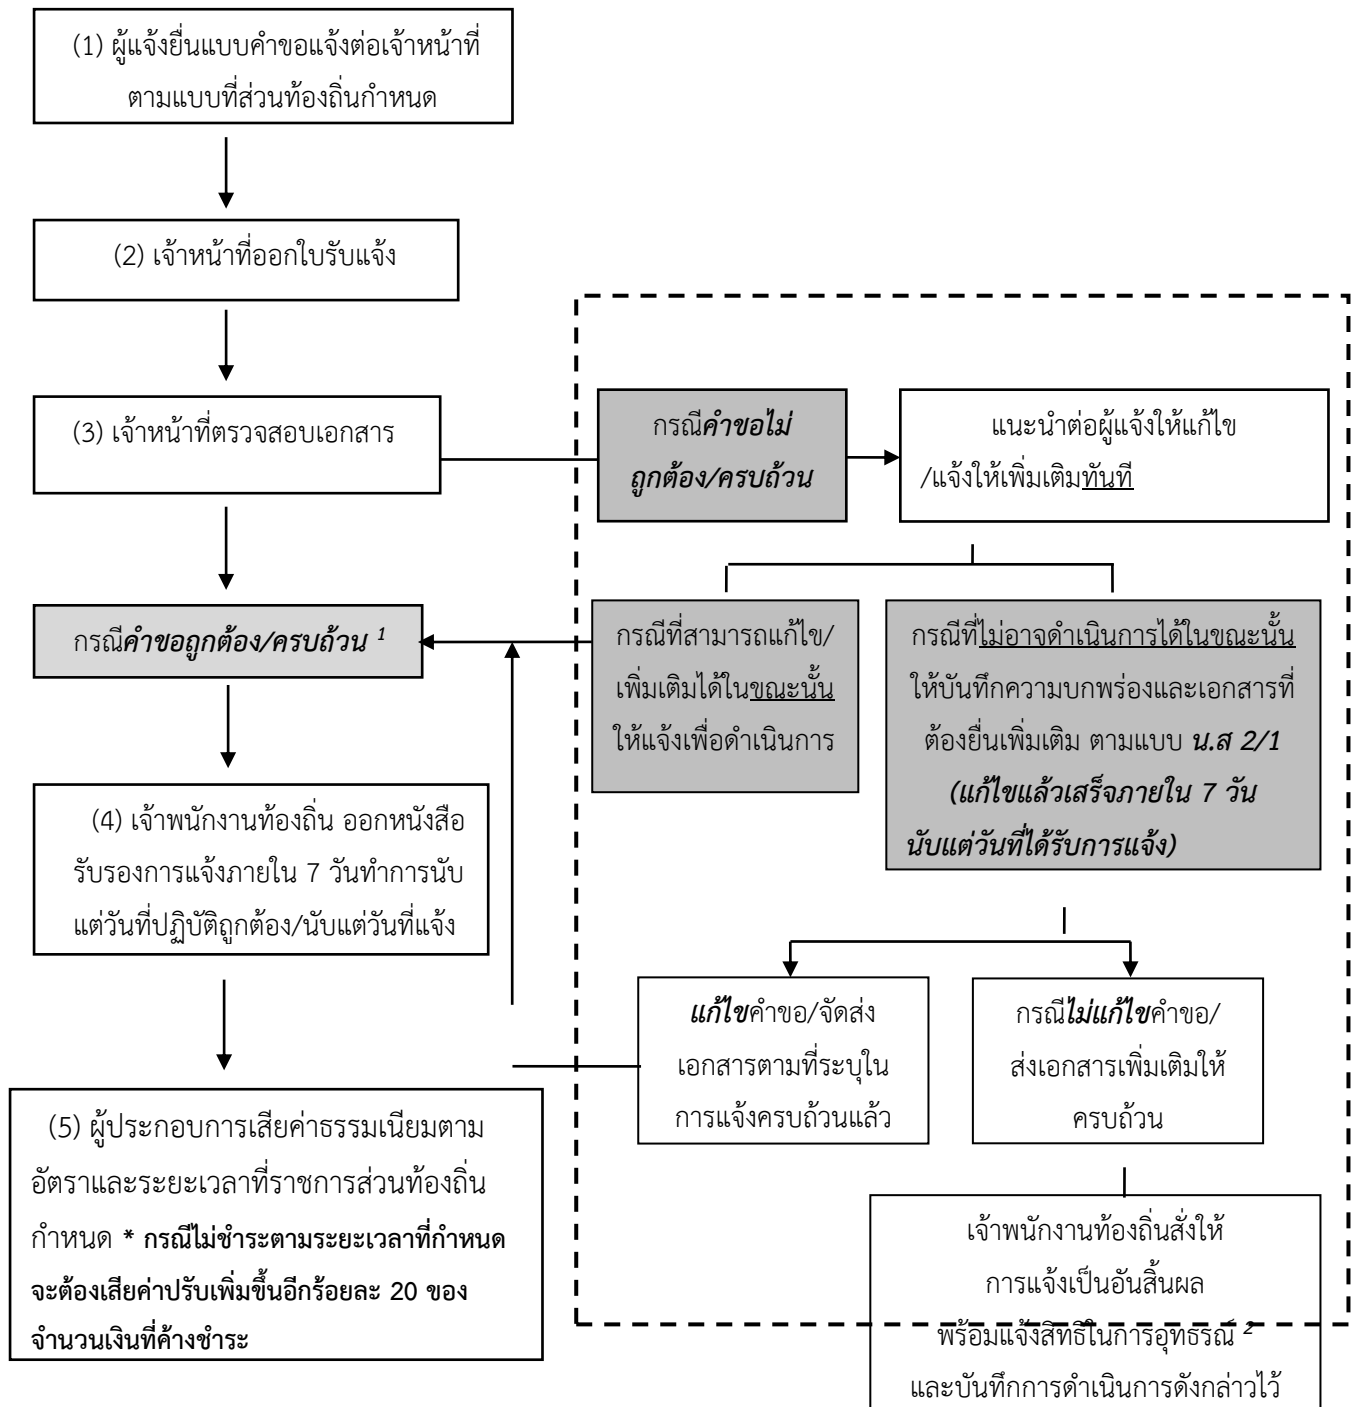 (1) ผู้แจ้งยื่นแบบคำขอแจ้งต่อเจ้าหน้าที่
ตามแบบที่ส่วนท้องถิ่นกำหนด
(2) เจ้าหน้าที่ออกใบรับแจ้ง
(3) เจ้าหน้าที่ตรวจสอบเอกสาร
กรณีคำขอไม่
ถูกต้อง/ครบถ้วน
แนะนำต่อผู้แจ้งให้แก้ไข
/แจ้งให้เพิ่มเติมทันที
กรณีคำขอถูกต้อง/ครบถ้วน 1
กรณีที่สามารถแก้ไข/
เพิ่มเติมได้ในขณะนั้น
ให้แจ้งเพื่อดำเนินการ
กรณีที่ไม่อาจดำเนินการได้ในขณะนั้น
ให้บันทึกความบกพร่องและเอกสารที่
ต้องยื่นเพิ่มเติม ตามแบบ น.ส 2/1
(แก้ไขแล้วเสร็จภายใน 7 วัน
นับแต่วันที่ได้รับการแจ้ง)
(4) เจ้าพนักงานท้องถิ่น ออกหนังสือ
รับรองการแจ้งภายใน 7 วันทำการนับ
แต่วันที่ปฏิบัติถูกต้อง/นับแต่วันที่แจ้ง
แก้ไขคำขอ/จัดส่ง
เอกสารตามที่ระบุใน
การแจ้งครบถ้วนแล้ว
กรณีไม่แก้ไขคำขอ/
ส่งเอกสารเพิ่มเติมให้
ครบถ้วน
(5) ผู้ประกอบการเสียค่าธรรมเนียมตาม
อัตราและระยะเวลาที่ราชการส่วนท้องถิ่น
กำหนด * กรณีไม่ชำระตามระยะเวลาที่กำหนด
จะต้องเสียค่าปรับเพิ่มขึ้นอีกร้อยละ 20 ของ
จำนวนเงินที่ค้างชำระ
เจ้าพนักงานท้องถิ่นสั่งให้
การแจ้งเป็นอันสิ้นผล
พร้อมแจ้งสิทธิในการอุทธรณ์ 2
และบันทึกการดำเนินการดังกล่าวไว้